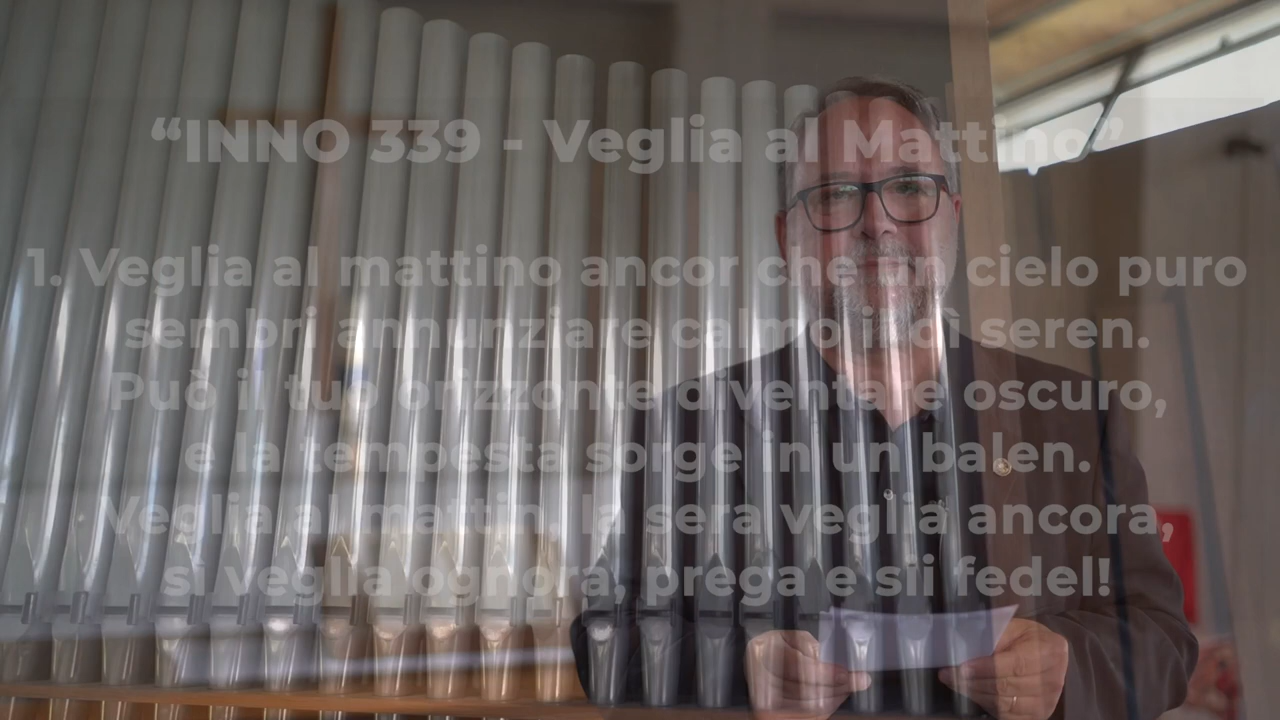 “INNO 339 - Veglia al Mattino”
1. Veglia al mattino ancor che in cielo puro
sembri annunziare calmo il dì seren.
Può il tuo orizzonte diventare oscuro,
e la tempesta sorge in un balen.
Veglia al mattin, la sera veglia ancora,
si veglia ognora, prega e sii fedel!